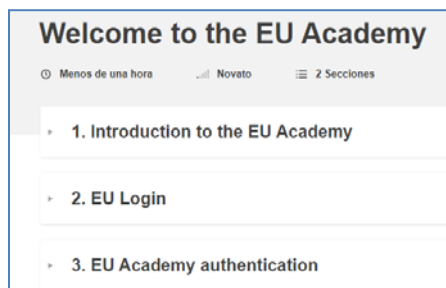 Welcome to the EU Academy
Menos de una hora Novato 2 Secciones
1. Introduction to the EU Academy
2. EU Login
3. EU Academy authentication